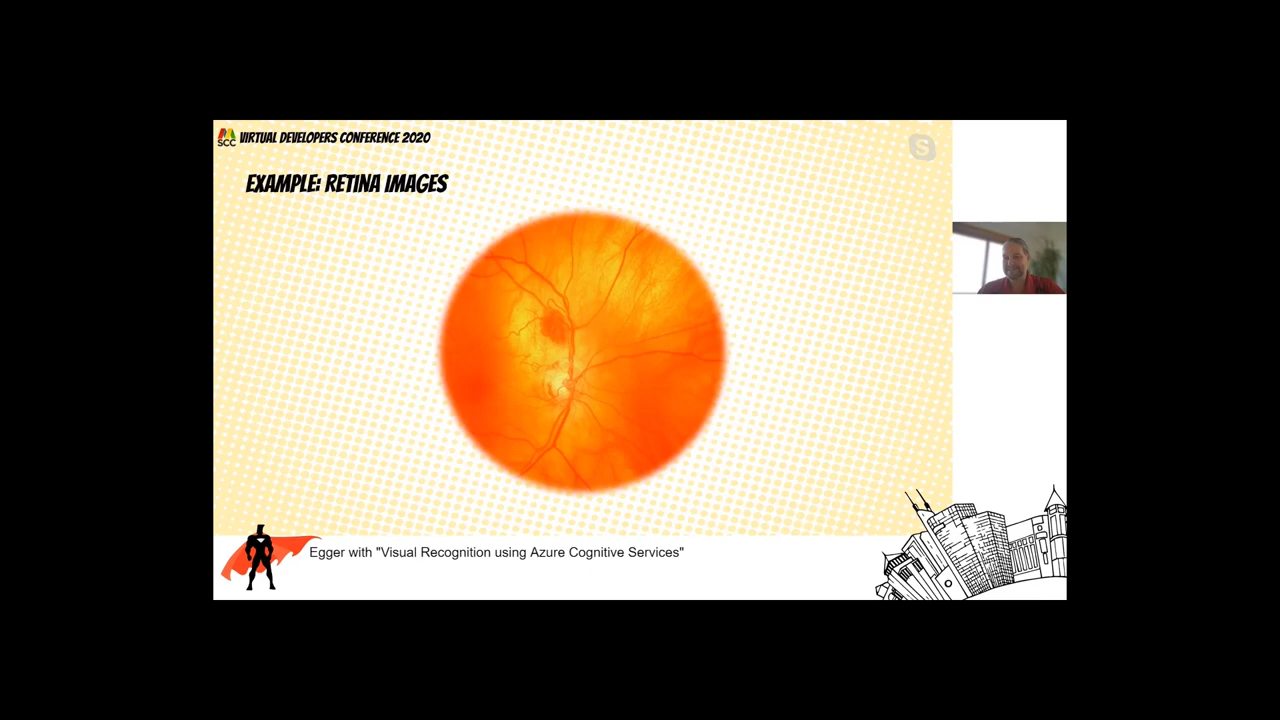 SCC
VIRTUAL DEVELOPERS CONFERENCE 2020
S
EXAMPLE: RETINA IMAGES
Egger with "Visual Recognition using Azure Cognitive Services"